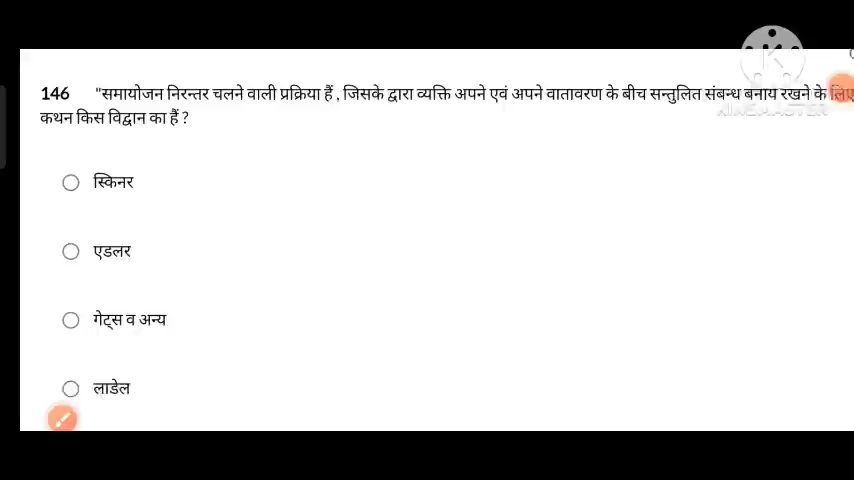 146 "समायोजन निरन्तर चलने वाली प्रक्रिया हैं , जिसके द्वारा व्यक्ति अपने एवं अपने वातावरण के बीच सन्तुलित संबन्ध बनाय रखने के लिए
कथन किस विद्वान का हैं ?
स्किनर
एडलर
गेट्स व अन्य
लाडेल
K
KINEMASTER